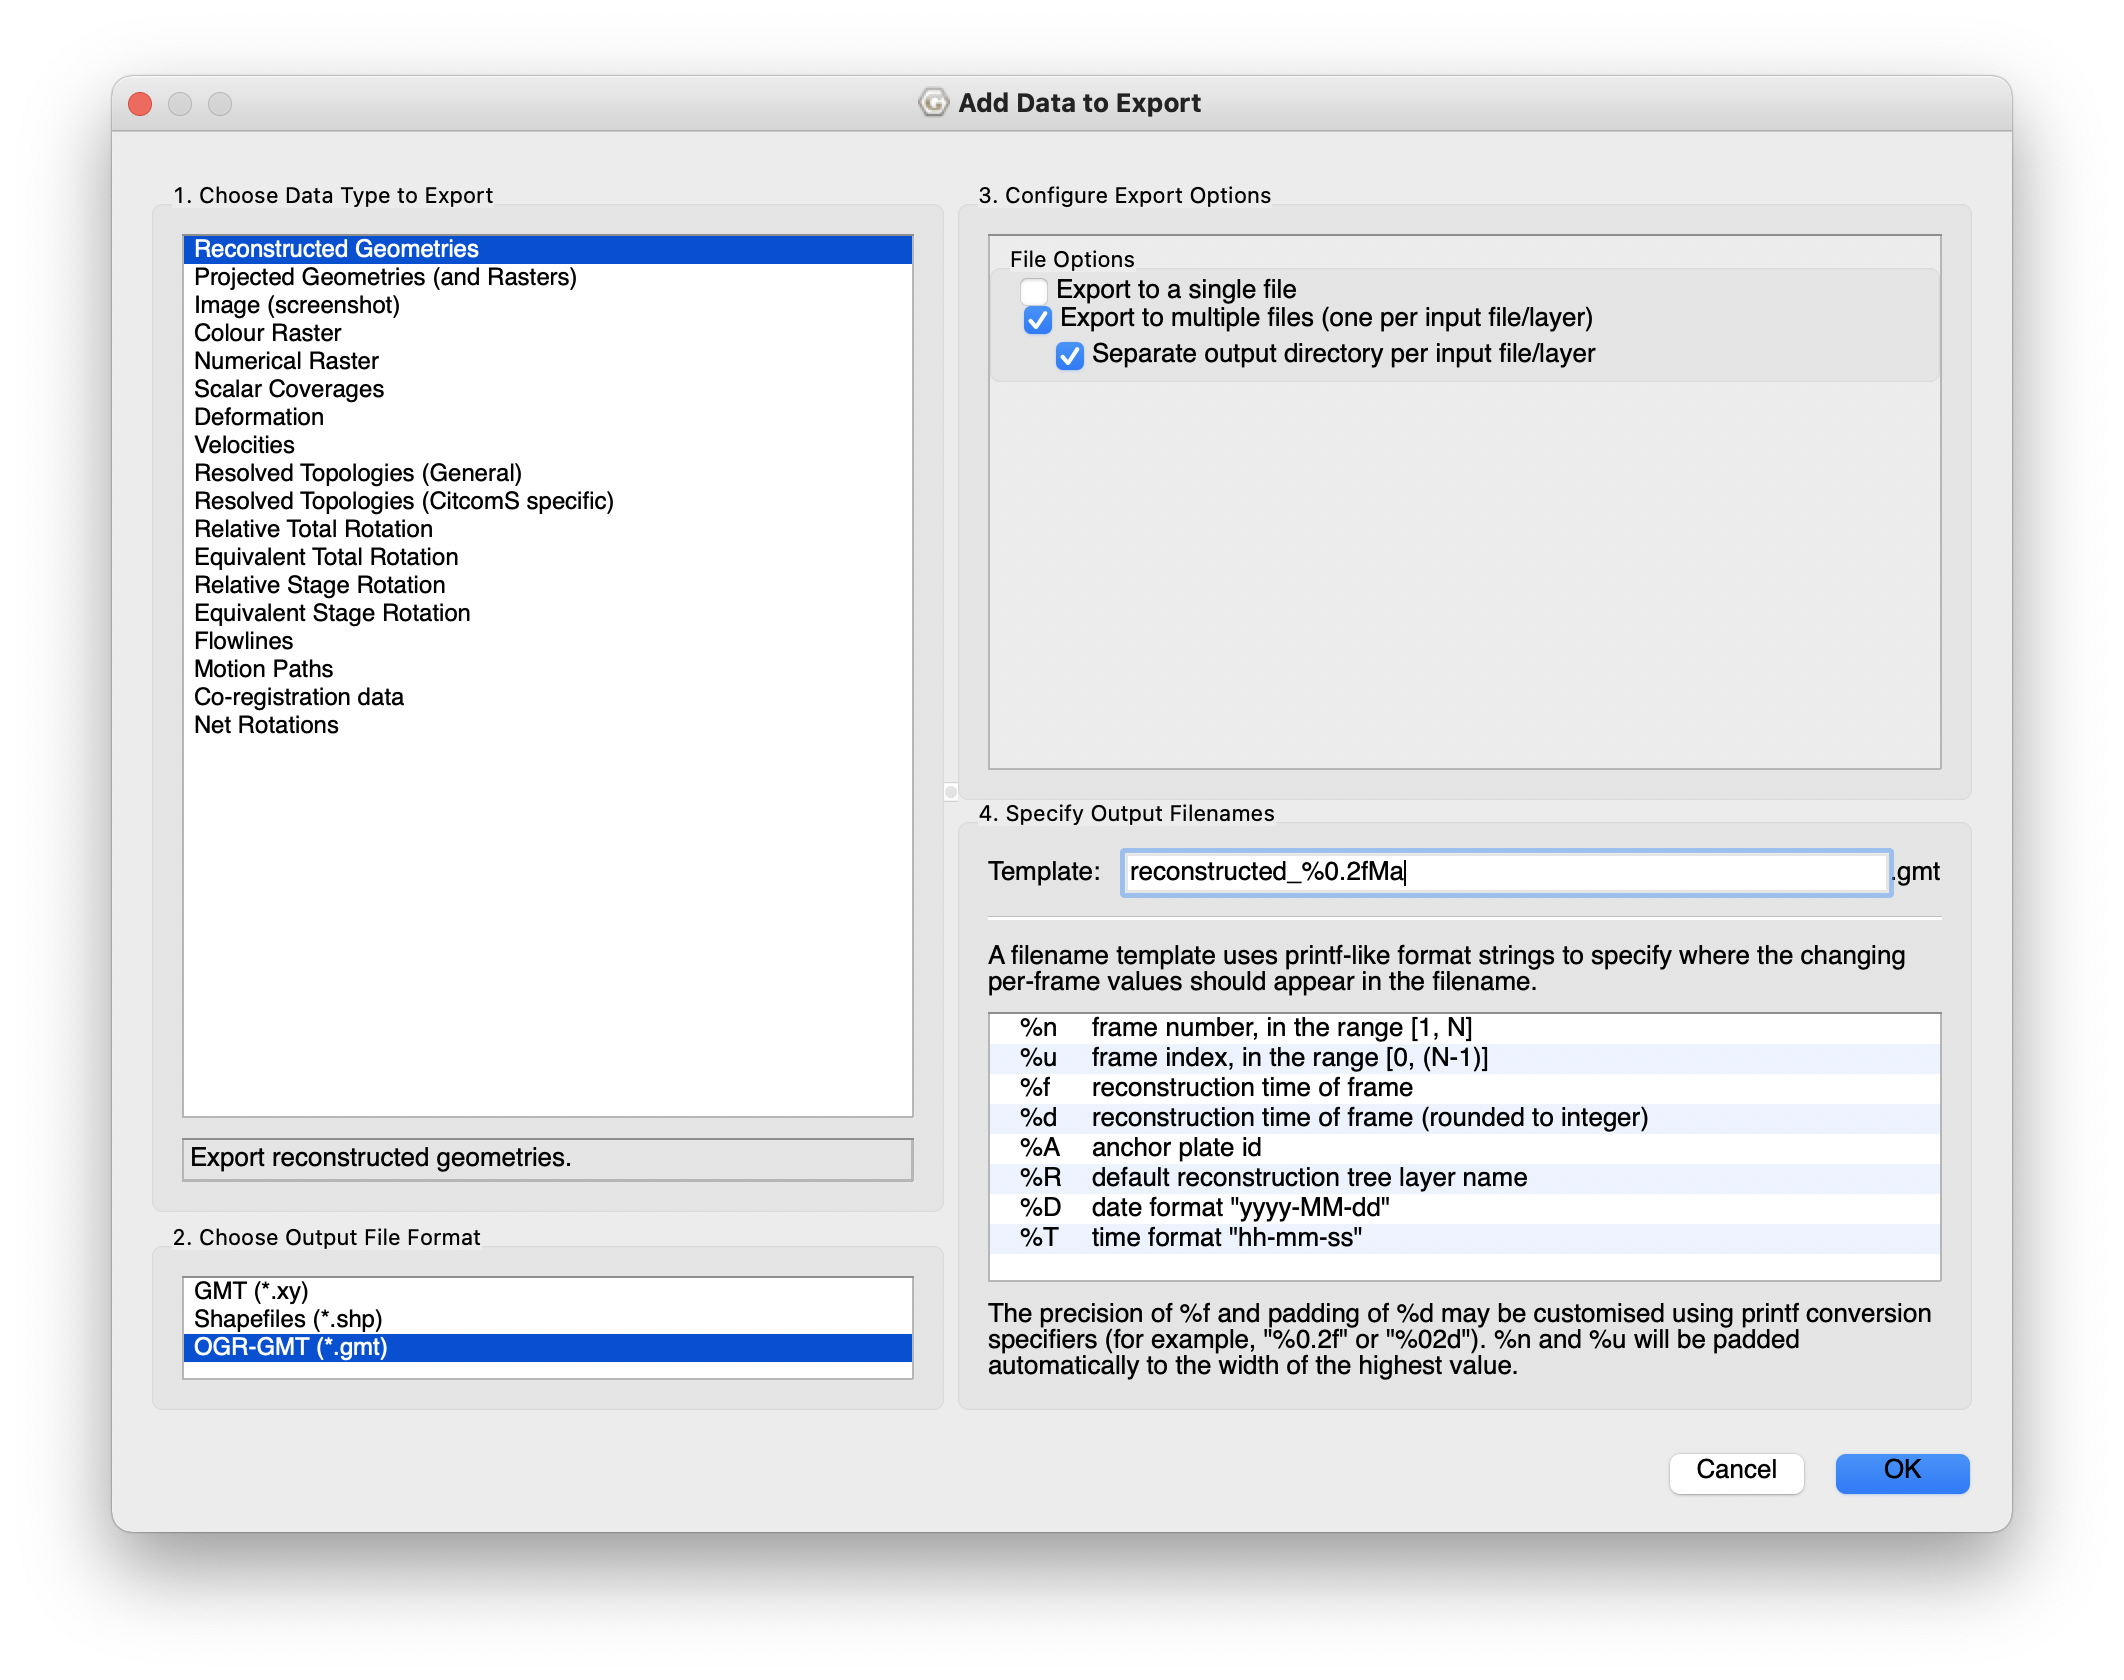 Add Data to Export
1. Choose Data Type to Export
Reconstructed Geometries
Projected Geometries (and Rasters)
Image (screenshot)
Colour Raster
Numerical Raster
Scalar Coverages
Deformation
Velocities
Resolved Topologies (General)
Resolved Topologies (CitcomS specific)
Relative Total Rotation
Equivalent Total Rotation
Relative Stage Rotation
Equivalent Stage Rotation
Flowlines
Motion Paths
Co-registration data
Net Rotations
Export reconstructed geometries.
2. Choose Output File Format
GMT (*.xy)
Shapefiles (*.shp)
OGR-GMT (*.gmt)
3. Configure Export Options
File Options
Export to a single file
Export to multiple files (one per input file/layer)
Separate output directory per input file/layer
4. Specify Output Filenames
Template: reconstructed_%0.2fMa .gmt
A filename template uses printf-like format strings to specify where the changing
per-frame values should appear in the filename.
%n frame number, in the range [1, N]
%u frame index, in the range [0, (N-1)]
%f reconstruction time of frame
%d reconstruction time of frame (rounded to integer)
%A anchor plate id
%R default reconstruction tree layer name
%D date format "yyyy-MM-dd"
%T time format "hh-mm-ss"
The precision of %f and padding of %d may be customised using printf conversion
specifiers (for example, "%0.2f" or "%02d"). %n and %u will be padded
automatically to the width of the highest value.
Cancel OK